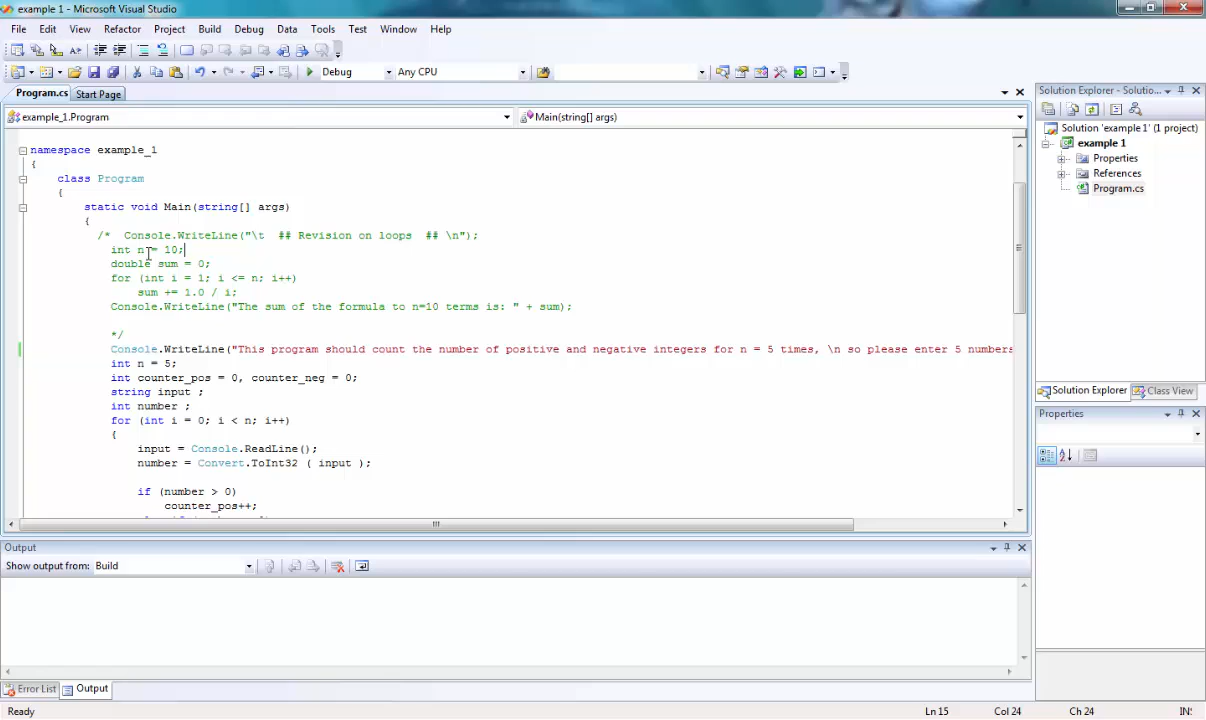 example 1 - Microsoft Visual Studio
File Edit View Refactor Project Build Debug Data Tools Test Window Help
Debug Any CPU
Program.cs Start Page
example_1.Program Main(string[] args)
namespace example_1
{
class Program
{
static void Main(string[] args)
{
/* Console.WriteLine("\t ## Revision on loops ## \n");
int n = 10;
double sum = 0;
for (int i = 1; i <= n; i++)
sum += 1.0 / i;
Console.WriteLine("The sum of the formula to n=10 terms is: " + sum);
*/
Console.WriteLine("This program should count the number of positive and negative integers for n = 5 times, \n so please enter 5 numbers
int n = 5;
int counter_pos = 0, counter_neg = 0;
string input ;
int number ;
for (int i = 0; i < n; i++)
{
input = Console.ReadLine();
number = Convert.ToInt32 ( input );
if (number > 0)
counter_pos++;
Solution Explorer - Solutio...
Solution 'example 1' (1 project)
example 1
Properties
References
Program.cs
Solution Explorer Class View
Properties
Output
Show output from: Build
Error List Output
Ready Ln 15 Col 24 Ch 24 INS